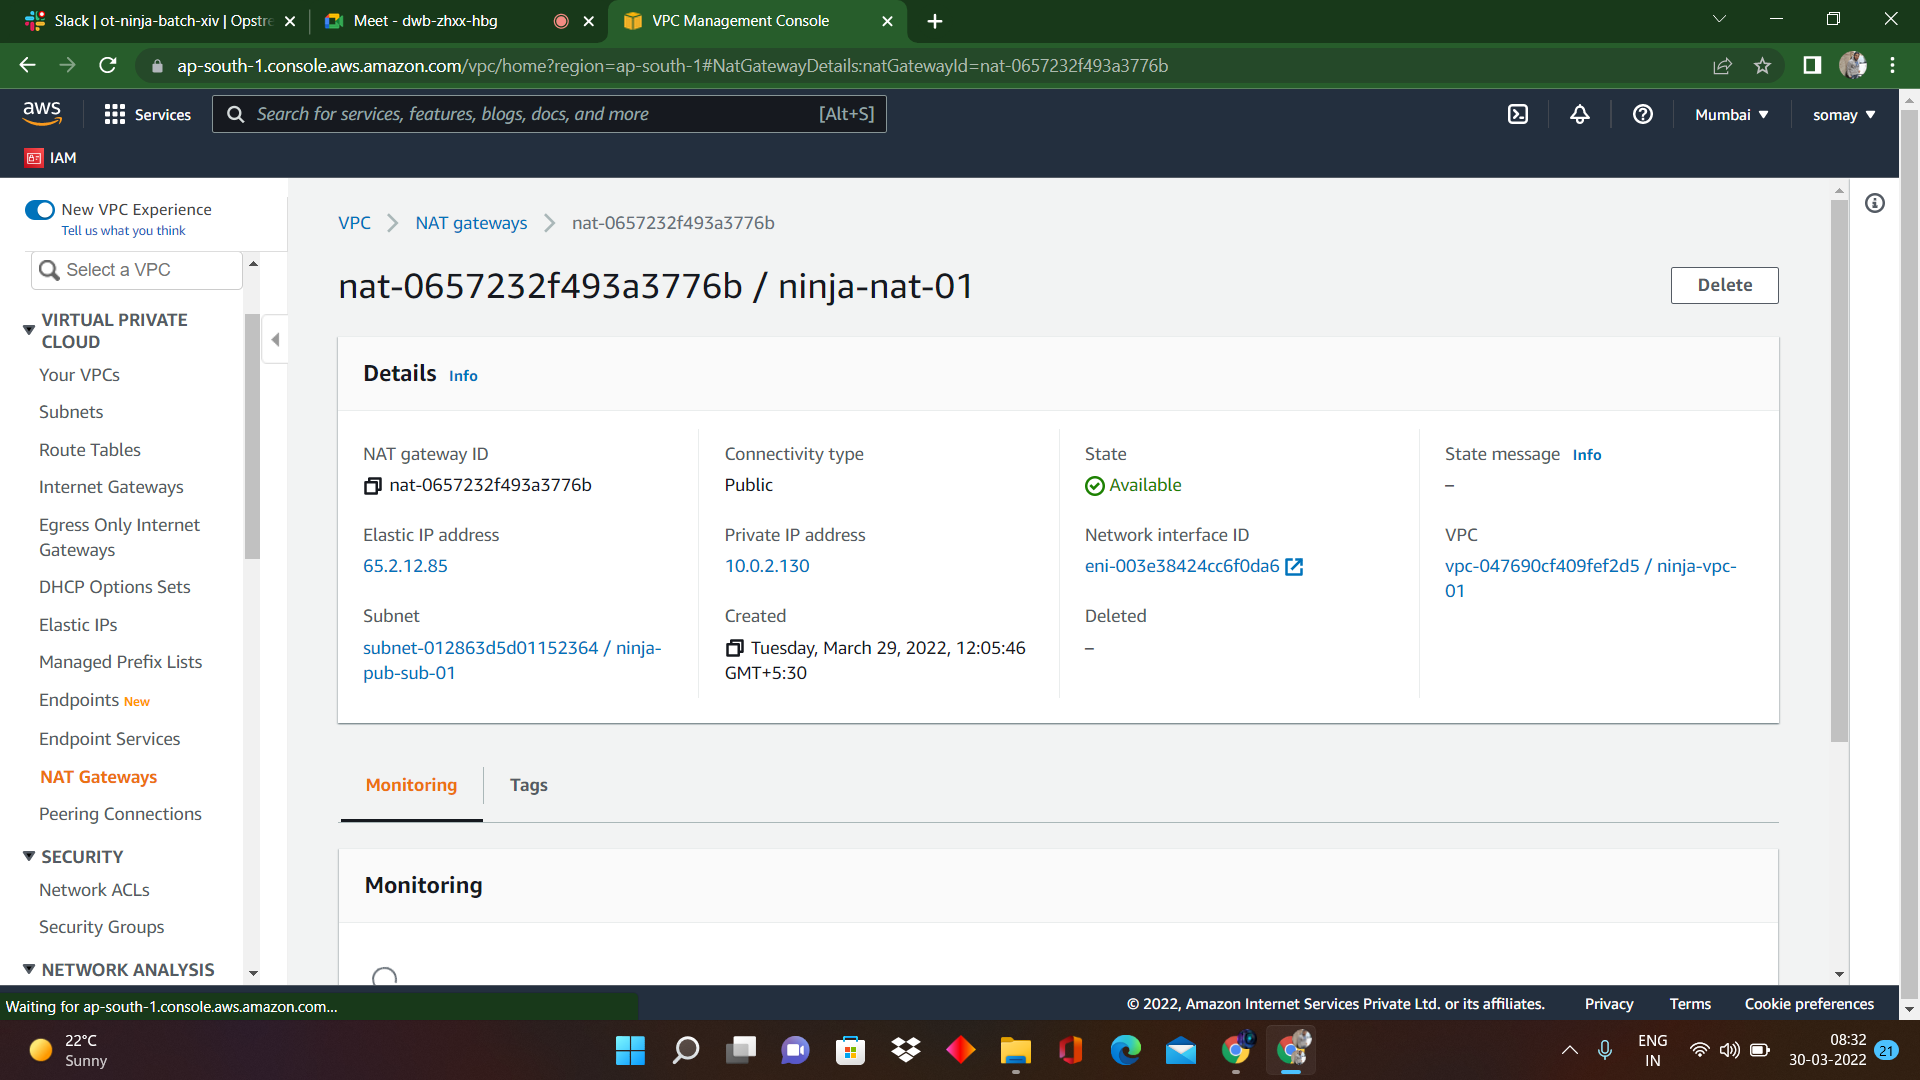 Slack | ot-ninja-batch-xiv | Opstre
Meet - dwb-zhxx-hbg
VPC Management Console
ap-south-1.console.aws.amazon.com/vpc/home?region=ap-south-1#NatGatewayDetails:natGatewayId=nat-0657232f493a3776b
aws
Services
Search for services, features, blogs, docs, and more
[Alt+S]
Mumbai
somay
IAM
New VPC Experience
Tell us what you think
Select a VPC
VIRTUAL PRIVATE
CLOUD
Your VPCs
Subnets
Route Tables
Internet Gateways
Egress Only Internet
Gateways
DHCP Options Sets
Elastic IPs
Managed Prefix Lists
Endpoints New
Endpoint Services
NAT Gateways
Peering Connections
SECURITY
Network ACLs
Security Groups
NETWORK ANALYSIS
VPC
NAT gateways
nat-0657232f493a3776b
nat-0657232f493a3776b / ninja-nat-01
Delete
Details Info
NAT gateway ID
nat-0657232f493a3776b
Connectivity type
Public
State
Available
State message Info
–
Elastic IP address
65.2.12.85
Private IP address
10.0.2.130
Network interface ID
eni-003e38424cc6f0da6
VPC
vpc-047690cf409fef2d5 / ninja-vpc-
01
Subnet
subnet-012863d5d01152364 / ninja-
pub-sub-01
Created
Tuesday, March 29, 2022, 12:05:46
GMT+5:30
Deleted
–
Monitoring
Tags
Monitoring
Waiting for ap-south-1.console.aws.amazon.com...
© 2022, Amazon Internet Services Private Ltd. or its affiliates.
Privacy
Terms
Cookie preferences
22°C
Sunny
ENG
IN
08:32
30-03-2022
21